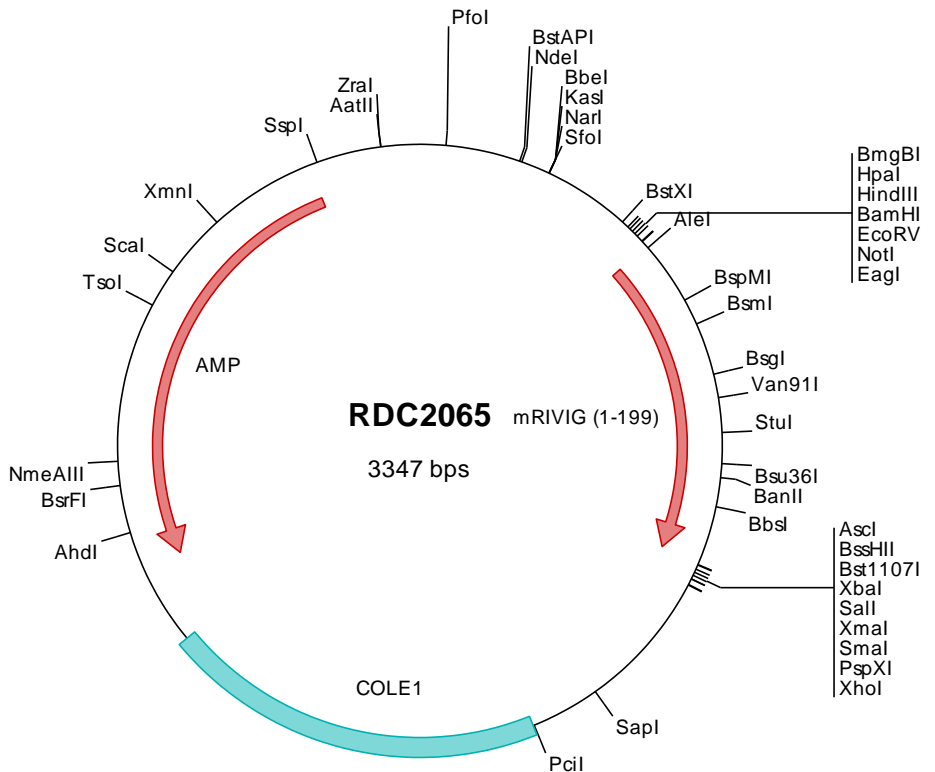 PfoI
BstAPI
NdeI
BbeI
KasI
NarI
SfoI
ZraI
AatII
SspI
XmnI
ScaI
TsoI
BstXI
AleI
BmgBI
HpaI
HindIII
BamHI
EcoRV
NotI
EagI
BspMI
BsmI
BsgI
Van91I
StuI
Bsu36I
BanII
BbsI
AMP
RDC2065
mRIVIG (1-199)
3347 bps
NmeAIII
BsrFI
AhdI
AscI
BssHII
Bst1107I
XbaI
SalI
XmaI
SmaI
PspXI
XhoI
COLE1
SapI
PciI